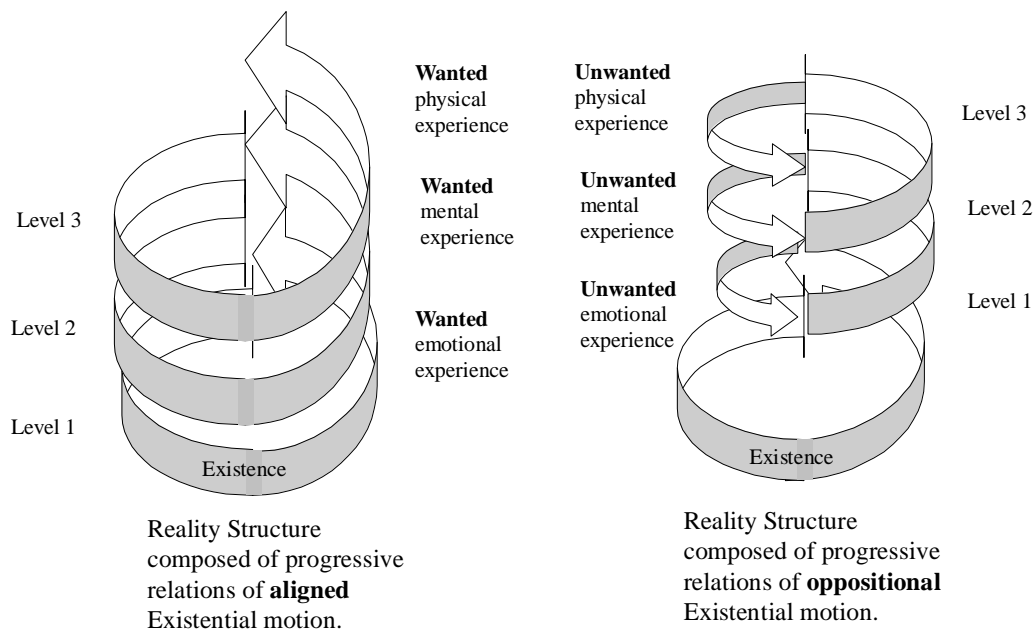 Wanted
physical
experience
Wanted
mental
experience
Wanted
emotional
experience
Level 3
Level 2
Level 1
Existence
Reality Structure
composed of progressive
relations of aligned
Existential motion.
Unwanted
physical
experience
Unwanted
mental
experience
Unwanted
emotional
experience
Level 3
Level 2
Level 1
Existence
Reality Structure
composed of progressive
relations of oppositional
Existential motion.